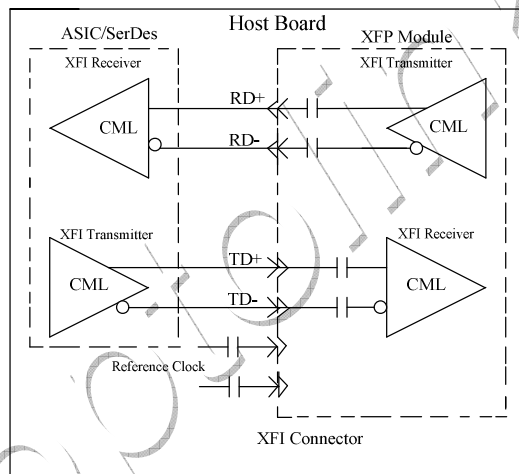 Host Board
ASIC/SerDes
XFP Module
XFI Receiver
XFI Transmitter
RD+
CML
CML
RD-
XFI Transmitter
XFI Receiver
TD+
CML
CML
TD-
Reference Clock
XFI Connector